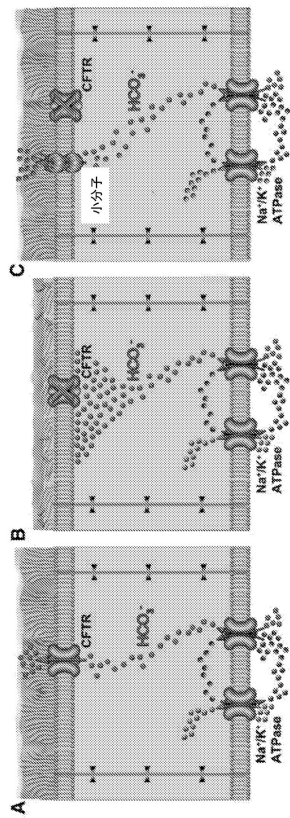 A
CFTR
HCO₃⁻
Na⁺/K⁺
ATPase
B
CFTR
HCO₃⁻
Na⁺/K⁺
ATPase
C
CFTR
小分子
HCO₃⁻
Na⁺/K⁺
ATPase